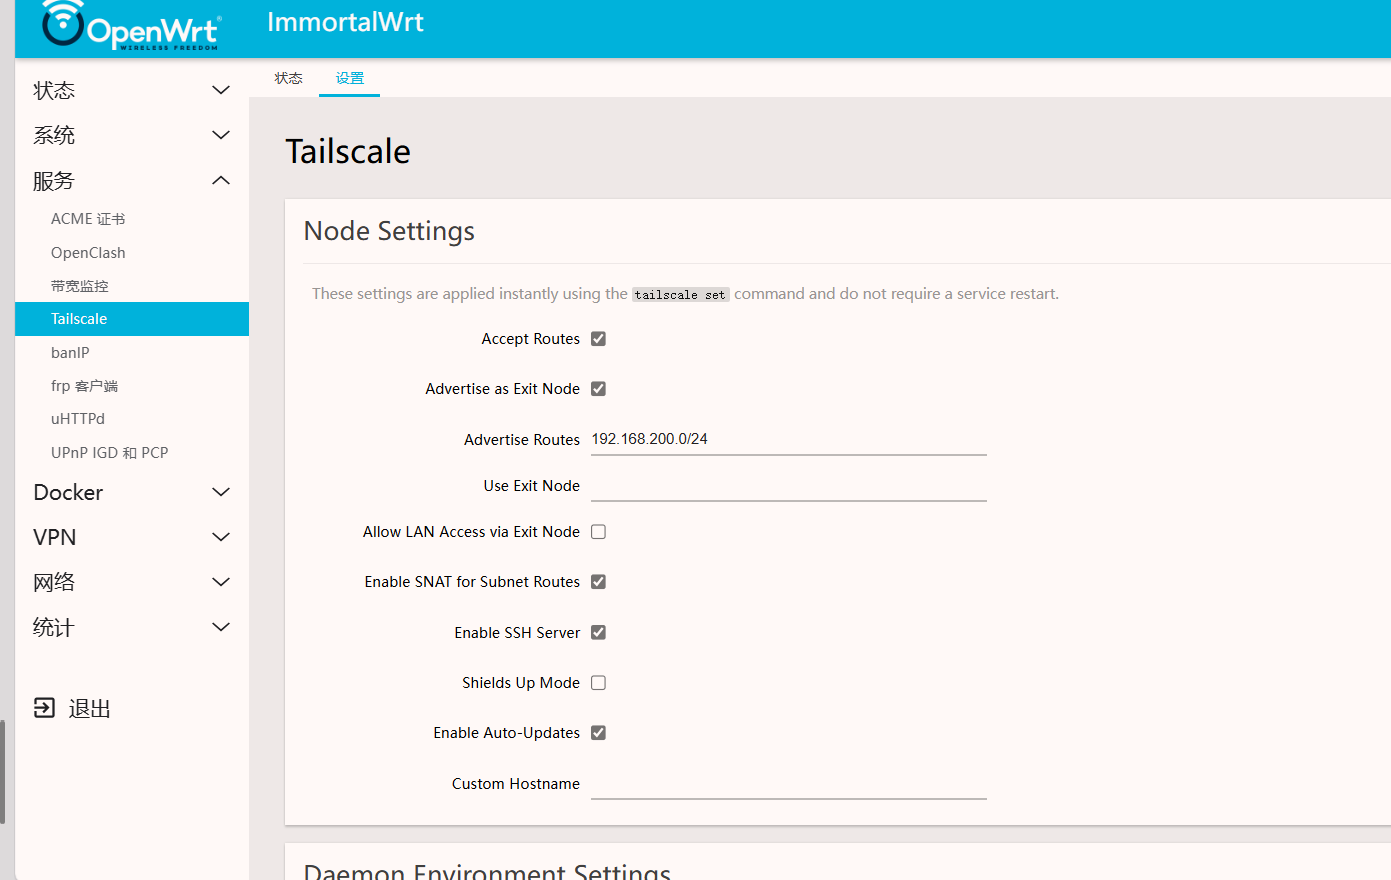 OpenWrt
WIRELESS FREEDOM
ImmortalWrt
状态
系统
服务
ACME 证书
OpenClash
带宽监控
Tailscale
banIP
frp 客户端
uHTTPd
UPnP IGD 和 PCP
Docker
VPN
网络
统计
退出
状态 设置
Tailscale
Node Settings
These settings are applied instantly using the tailscale set command and do not require a service restart.
Accept Routes
Advertise as Exit Node
Advertise Routes 192.168.200.0/24
Use Exit Node
Allow LAN Access via Exit Node
Enable SNAT for Subnet Routes
Enable SSH Server
Shields Up Mode
Enable Auto-Updates
Custom Hostname
Daemon Environment Settings